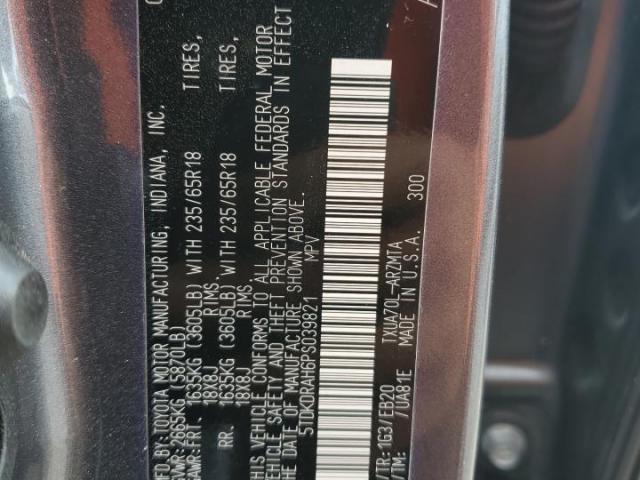 MFD.BY:TOYOTA MOTOR MANUFACTURING, INDIANA, INC.
GVWR:2665KG (5870LB)
GAWR:FRT. 1635KG (3605LB) WITH 235/65R18 TIRES,
18X8J RIMS,
RR. 1635KG (3605LB) WITH 235/65R18 TIRES,
18X8J RIMS,
THIS VEHICLE CONFORMS TO ALL APPLICABLE FEDERAL MOTOR
VEHICLE SAFETY AND THEFT PREVENTION STANDARDS IN EFFECT
ON THE DATE OF MANUFACTURE SHOWN ABOVE.
5TDKDRAH6PS039821 MPV
/TR:1G3/EB20 TXUA70L-ARZMTA
/TM: /UA81E MADE IN U.S.A. 300